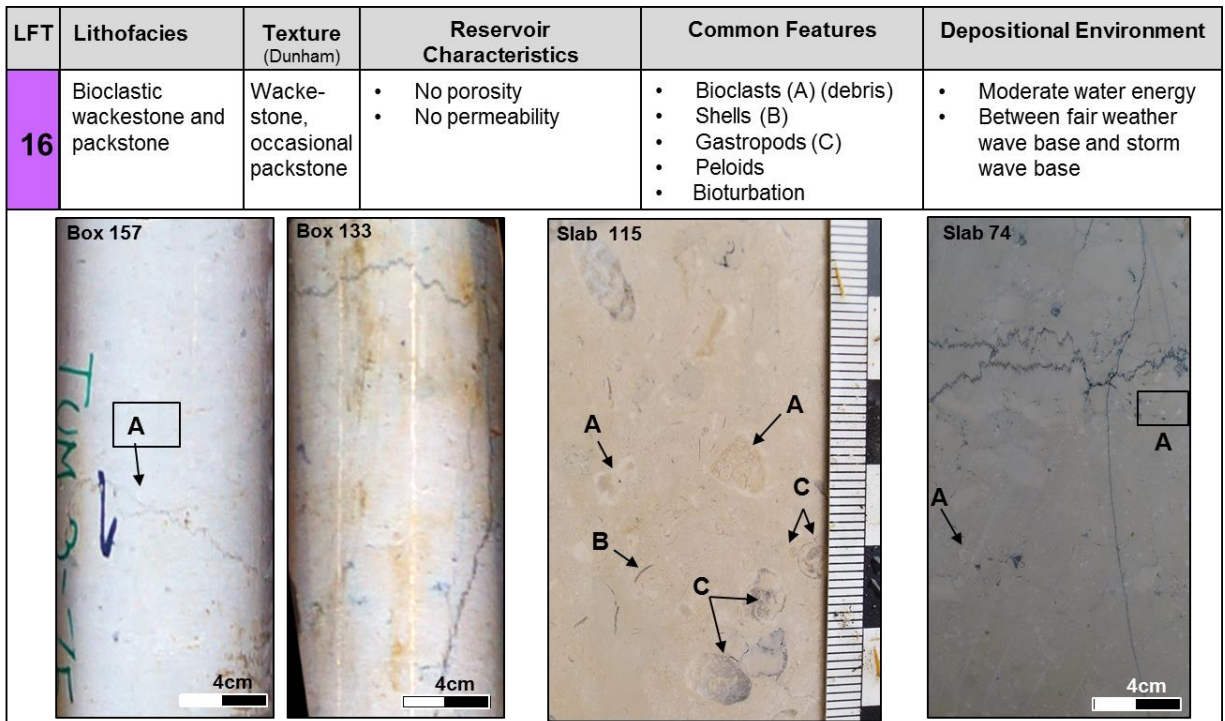 LFT
Lithofacies
Texture
(Dunham)
Reservoir
Characteristics
Common Features
Depositional Environment
16
Bioclastic
wackestone and
packstone
Wacke-
stone,
occasional
packstone
• No porosity
• No permeability
• Bioclasts (A) (debris)
• Shells (B)
• Gastropods (C)
• Peloids
• Bioturbation
• Moderate water energy
• Between fair weather
wave base and storm
wave base
Box 157
A
4cm
Box 133
4cm
Slab 115
A
A
C
B
C
Slab 74
A
A
4cm